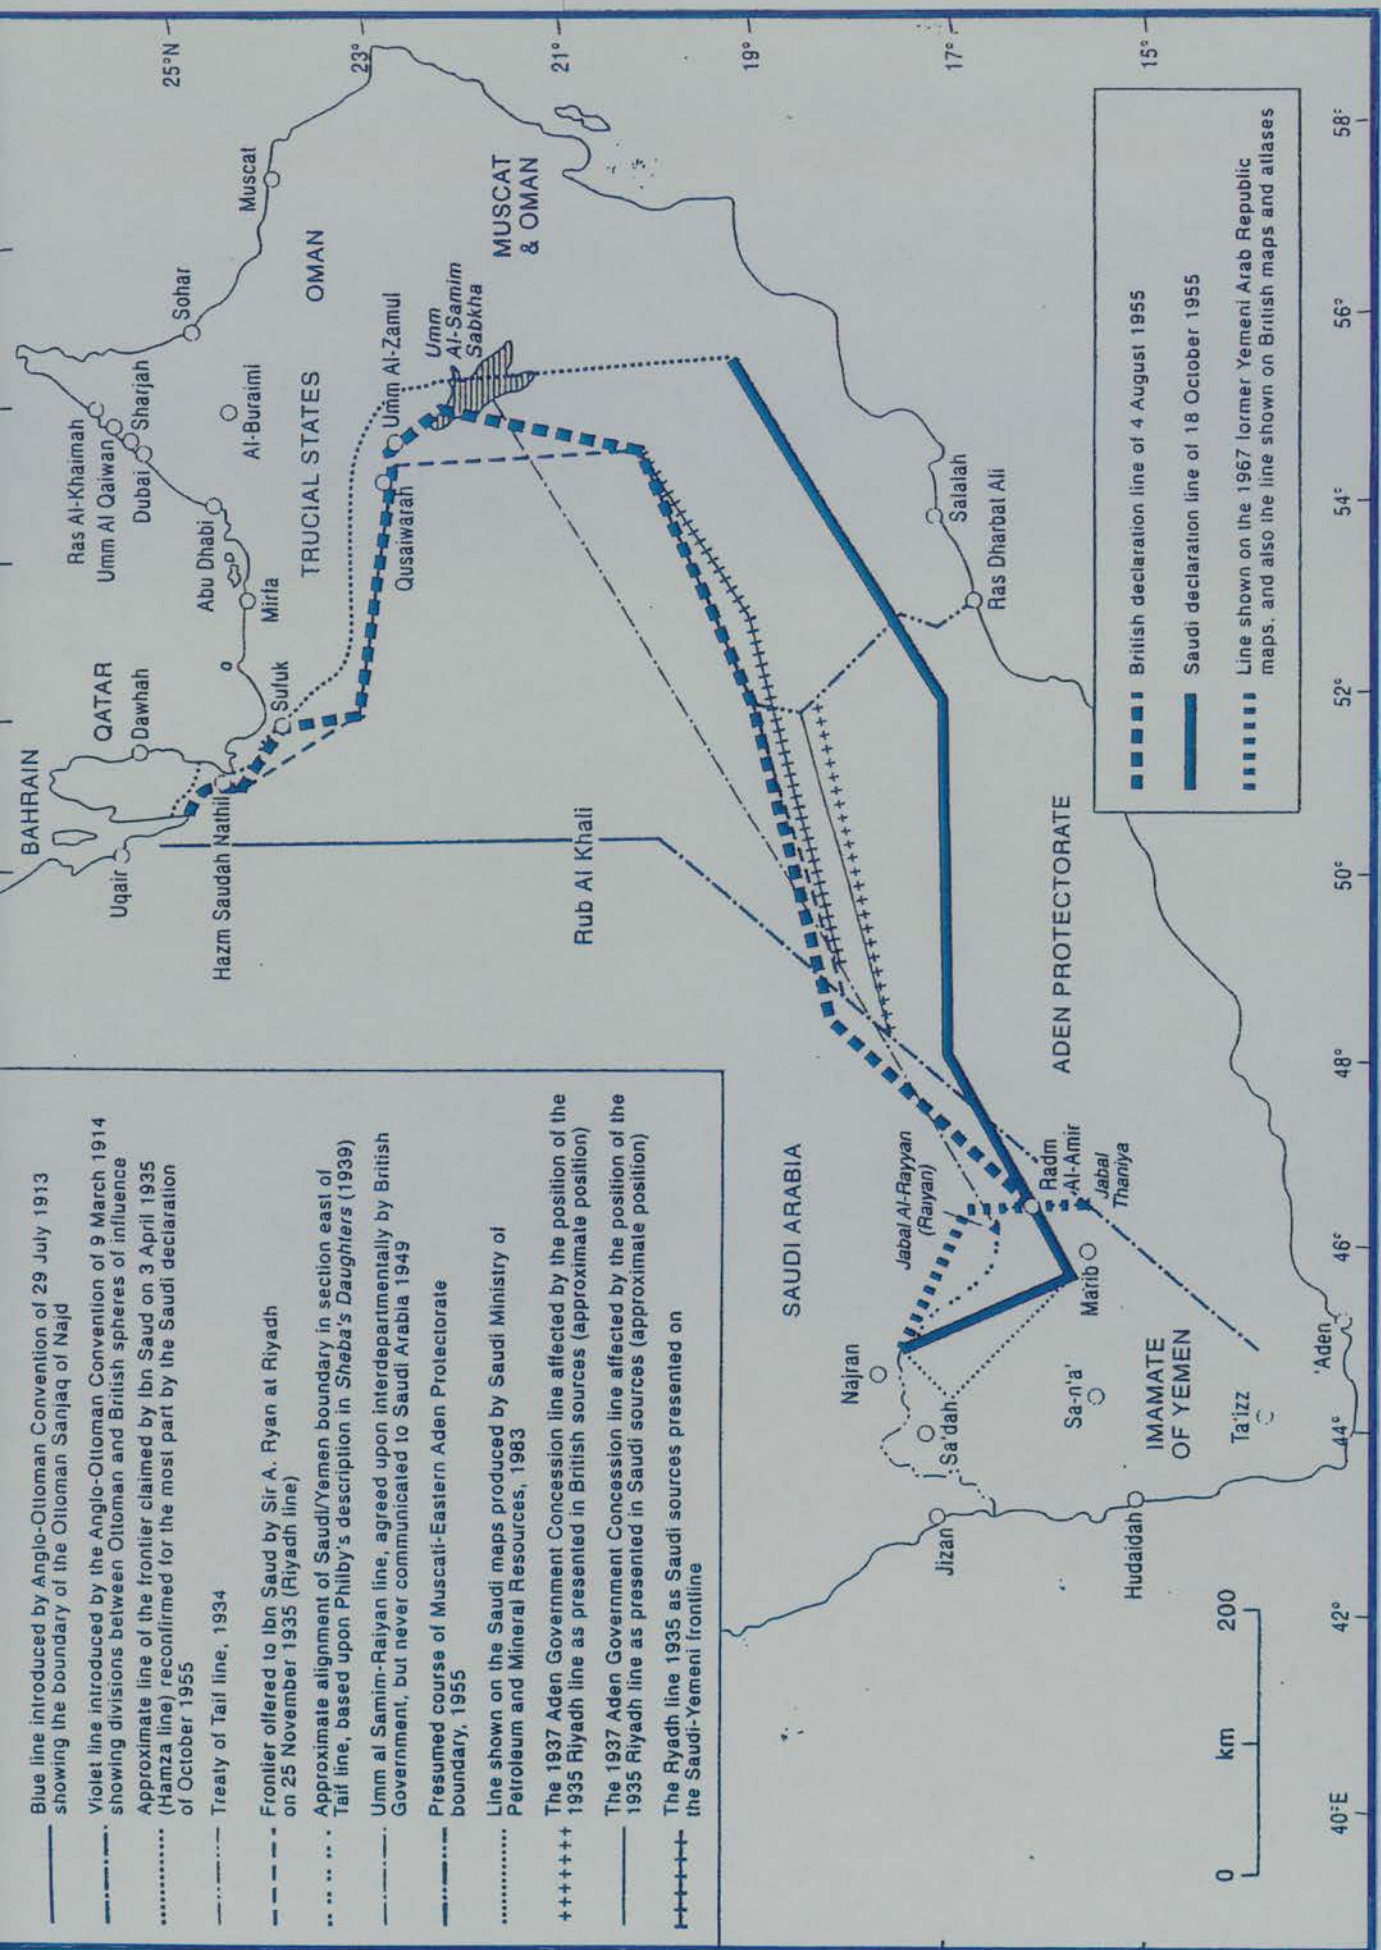 Blue line introduced by Anglo-Ottoman Convention of 29 July 1913
showing the boundary of the Ottoman Sanjaq of Najd
Violet line introduced by the Anglo-Ottoman Convention of 9 March 1914
showing divisions between Ottoman and British spheres of influence
Approximate line of the frontier claimed by Ibn Saud on 3 April 1935
(Hamza line) reconfirmed for the most part by the Saudi declaration
of October 1955
Treaty of Taif line, 1934
Frontier offered to Ibn Saud by Sir A. Ryan at Riyadh
on 25 November 1935 (Riyadh line)
Approximate alignment of Saudi/Yemen boundary in section east of
Taif line, based upon Philby's description in Sheba's Daughters (1939)
Umm al Samim-Raiyan line, agreed upon interdepartmentally by British
Government, but never communicated to Saudi Arabia 1949
Presumed course of Muscati-Eastern Aden Protectorate
boundary, 1955
Line shown on the Saudi maps produced by Saudi Ministry of
Petroleum and Mineral Resources, 1983
The 1937 Aden Government Concession line affected by the position of the
1935 Riyadh line as presented in British sources (approximate position)
The 1937 Aden Government Concession line affected by the position of the
1935 Riyadh line as presented in Saudi sources (approximate position)
The Ryadh line 1935 as Saudi sources presented on
the Saudi-Yemeni frontline
BAHRAIN
Uqair
QATAR
Dawhah
Hazm Saudah Nathil
Sufuk
Ras Al-Khaimah
Umm Al Qaiwan
Sharjah
Dubai
Abu Dhabi
Mirfa
Sohar
Al-Buraimi
Muscat
TRUCIAL STATES
OMAN
Qusaiwarah
Umm Al-Zamul
Umm
Al-Samim
Sabkha
MUSCAT
& OMAN
Rub Al Khali
SAUDI ARABIA
Jabal Al-Rayyan
(Raiyan)
Radm
Al-Amir
Jabal
Thaniya
Najran
Sa'dah
Jizan
Marib
Sa-n'a'
Hudaidah
IMAMATE
OF YEMEN
Ta'izz
'Aden
ADEN PROTECTORATE
Salalah
Ras Dharbat Ali
British declaration line of 4 August 1955
Saudi declaration line of 18 October 1955
Line shown on the 1967 former Yemeni Arab Republic
maps, and also the line shown on British maps and atlases
25°N
23°
21°
19°
17°
15°
0 km 200
40°E
42°
44°
46°
48°
50°
52°
54°
56°
58°